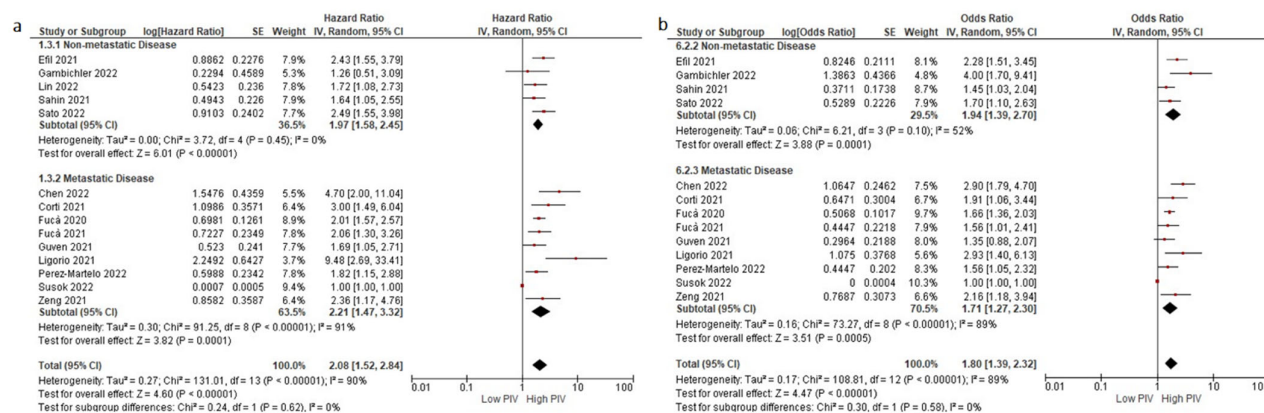 a
Hazard Ratio Hazard Ratio
Study or Subgroup log[Hazard Ratio] SE Weight IV, Random, 95% CI IV, Random, 95% CI
1.3.1 Non-metastatic Disease
Efil 2021 0.8862 0.2276 7.9% 2.43 [1.55, 3.79]
Gambichler 2022 0.2294 0.4589 5.3% 1.26 [0.51, 3.09]
Lin 2022 0.5423 0.236 7.8% 1.72 [1.08, 2.73]
Sahin 2021 0.4943 0.226 7.9% 1.64 [1.05, 2.55]
Sato 2022 0.9103 0.2402 7.7% 2.49 [1.55, 3.98]
Subtotal (95% CI) 36.5% 1.97 [1.58, 2.45]
Heterogeneity: Tau² = 0.00; Chi² = 3.72, df = 4 (P = 0.45); I² = 0%
Test for overall effect: Z = 6.01 (P < 0.00001)
1.3.2 Metastatic Disease
Chen 2022 1.5476 0.4359 5.5% 4.70 [2.00, 11.04]
Corti 2021 1.0986 0.3571 6.4% 3.00 [1.49, 6.04]
Fucà 2020 0.6981 0.1261 8.9% 2.01 [1.57, 2.57]
Fucà 2021 0.7227 0.2349 7.8% 2.06 [1.30, 3.26]
Guven 2021 0.523 0.241 7.7% 1.69 [1.05, 2.71]
Ligorio 2021 2.2492 0.6427 3.7% 9.48 [2.69, 33.41]
Perez-Martelo 2022 0.5988 0.2342 7.8% 1.82 [1.15, 2.88]
Susok 2022 0.0007 0.0005 9.4% 1.00 [1.00, 1.00]
Zeng 2021 0.8582 0.3587 6.4% 2.36 [1.17, 4.76]
Subtotal (95% CI) 63.5% 2.21 [1.47, 3.32]
Heterogeneity: Tau² = 0.30; Chi² = 91.25, df = 8 (P < 0.00001); I² = 91%
Test for overall effect: Z = 3.82 (P = 0.0001)
Total (95% CI) 100.0% 2.08 [1.52, 2.84]
Heterogeneity: Tau² = 0.27; Chi² = 131.01, df = 13 (P < 0.00001); I² = 90%
Test for overall effect: Z = 4.60 (P < 0.00001)
Test for subgroup differences: Chi² = 0.24, df = 1 (P = 0.62), I² = 0%
0.01 0.1 1 10 100
Low PIV High PIV
b
Odds Ratio Odds Ratio
Study or Subgroup log[Odds Ratio] SE Weight IV, Random, 95% CI IV, Random, 95% CI
6.2.2 Non-metastatic Disease
Efil 2021 0.8246 0.2111 8.1% 2.28 [1.51, 3.45]
Gambichler 2022 1.3863 0.4366 4.8% 4.00 [1.70, 9.41]
Sahin 2021 0.3711 0.1738 8.7% 1.45 [1.03, 2.04]
Sato 2022 0.5289 0.2226 7.9% 1.70 [1.10, 2.63]
Subtotal (95% CI) 29.5% 1.94 [1.39, 2.70]
Heterogeneity: Tau² = 0.06; Chi² = 6.21, df = 3 (P = 0.10); I² = 52%
Test for overall effect: Z = 3.88 (P = 0.0001)
6.2.3 Metastatic Disease
Chen 2022 1.0647 0.2462 7.5% 2.90 [1.79, 4.70]
Corti 2021 0.6471 0.3004 6.7% 1.91 [1.06, 3.44]
Fucà 2020 0.5068 0.1017 9.7% 1.66 [1.36, 2.03]
Fucà 2021 0.4447 0.2218 7.9% 1.56 [1.01, 2.41]
Guven 2021 0.2964 0.2188 8.0% 1.35 [0.88, 2.07]
Ligorio 2021 1.075 0.3768 5.6% 2.93 [1.40, 6.13]
Perez-Martelo 2022 0.4447 0.202 8.3% 1.56 [1.05, 2.32]
Susok 2022 0 0.0004 10.3% 1.00 [1.00, 1.00]
Zeng 2021 0.7687 0.3073 6.6% 2.16 [1.18, 3.94]
Subtotal (95% CI) 70.5% 1.71 [1.27, 2.30]
Heterogeneity: Tau² = 0.16; Chi² = 73.27, df = 8 (P < 0.00001); I² = 89%
Test for overall effect: Z = 3.51 (P = 0.0005)
Total (95% CI) 100.0% 1.80 [1.39, 2.32]
Heterogeneity: Tau² = 0.17; Chi² = 108.81, df = 12 (P < 0.00001); I² = 89%
Test for overall effect: Z = 4.47 (P < 0.00001)
Test for subgroup differences: Chi² = 0.30, df = 1 (P = 0.58), I² = 0%
0.01 0.1 1 10 100
Low PIV High PIV